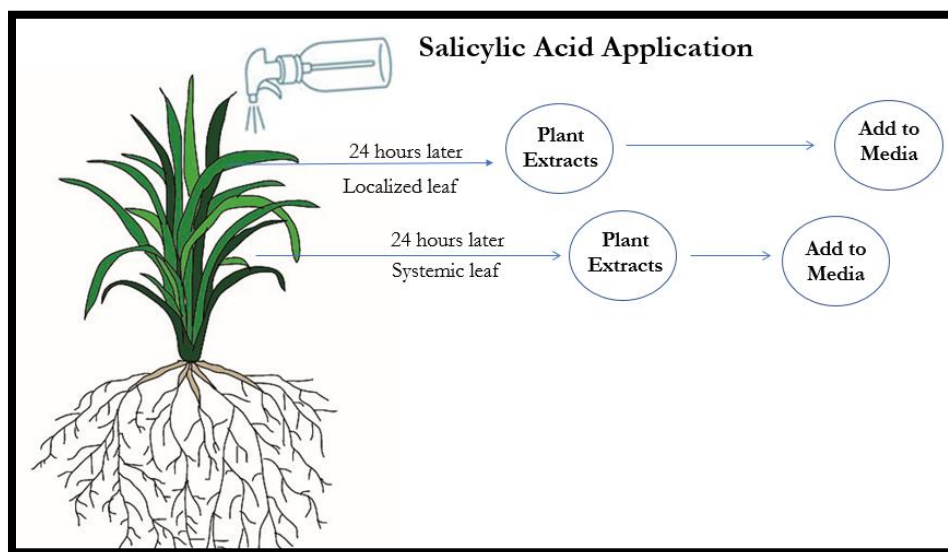 Salicylic Acid Application
24 hours later
Localized leaf
Plant
Extracts
Add to
Media
24 hours later
Systemic leaf
Plant
Extracts
Add to
Media